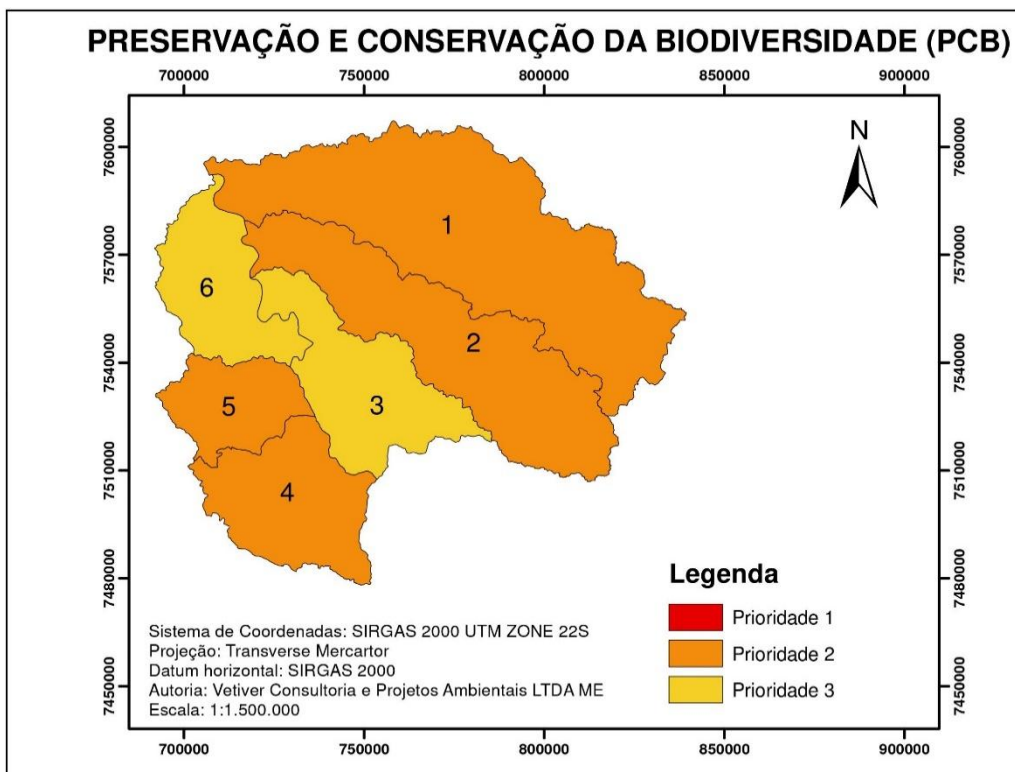 PRESERVAÇÃO E CONSERVAÇÃO DA BIODIVERSIDADE (PCB)
700000 750000 800000 850000 900000
7600000 7600000
7570000 7570000
7540000 7540000
7510000 7510000
7480000 7480000
7450000 7450000
N
1
6
2
5
3
4
Legenda
Prioridade 1
Prioridade 2
Prioridade 3
Sistema de Coordenadas: SIRGAS 2000 UTM ZONE 22S
Projeção: Transverse Mercartor
Datum horizontal: SIRGAS 2000
Autoria: Vetiver Consultoria e Projetos Ambientais LTDA ME
Escala: 1:1.500.000
700000 750000 800000 850000 900000